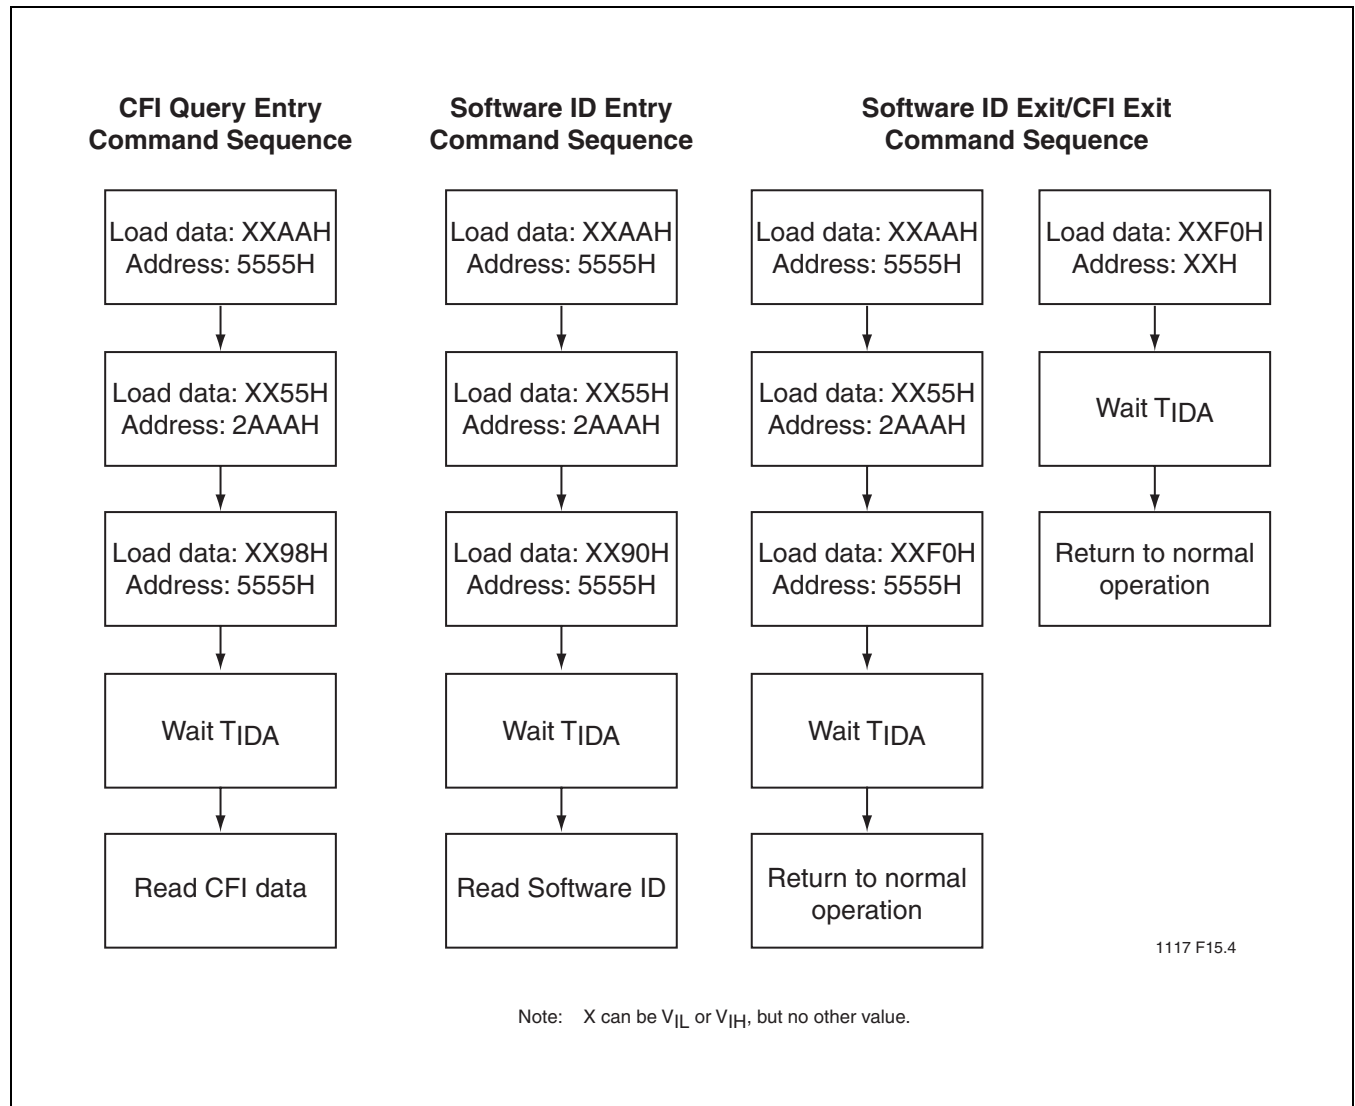 CFI Query Entry
Command Sequence
Load data: XXAAH
Address: 5555H
Load data: XX55H
Address: 2AAAH
Load data: XX98H
Address: 5555H
Wait TIDA
Read CFI data
Software ID Entry
Command Sequence
Load data: XXAAH
Address: 5555H
Load data: XX55H
Address: 2AAAH
Load data: XX90H
Address: 5555H
Wait TIDA
Read Software ID
Software ID Exit/CFI Exit
Command Sequence
Load data: XXAAH
Address: 5555H
Load data: XX55H
Address: 2AAAH
Load data: XXF0H
Address: 5555H
Wait TIDA
Return to normal
operation
Load data: XXF0H
Address: XXH
Wait TIDA
Return to normal
operation
1117 F15.4
Note: X can be VIL or VIH, but no other value.